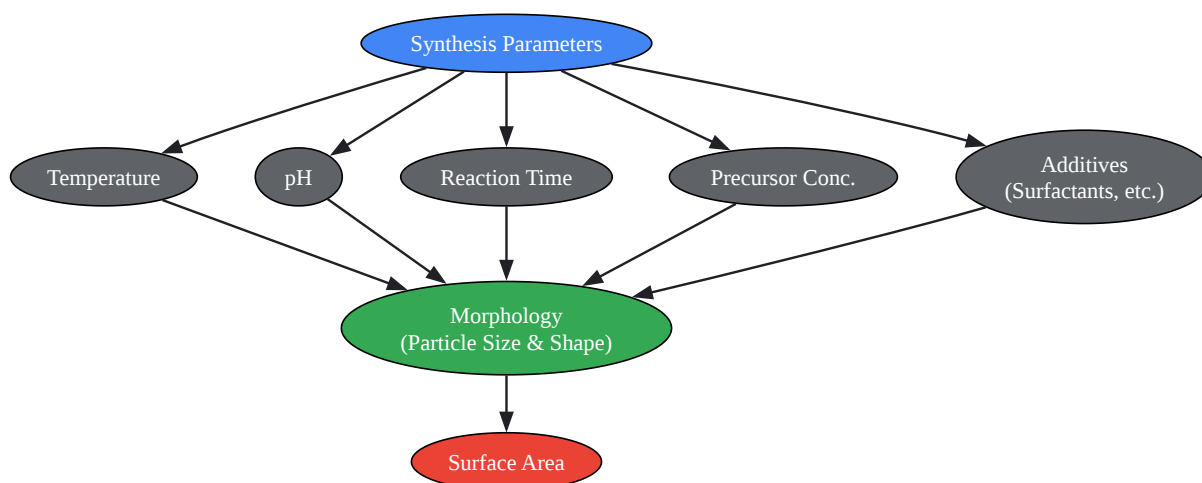 Synthesis Parameters
Temperature
pH
Reaction Time
Precursor Conc.
Additives
(Surfactants, etc.)
Morphology
(Particle Size & Shape)
Surface Area